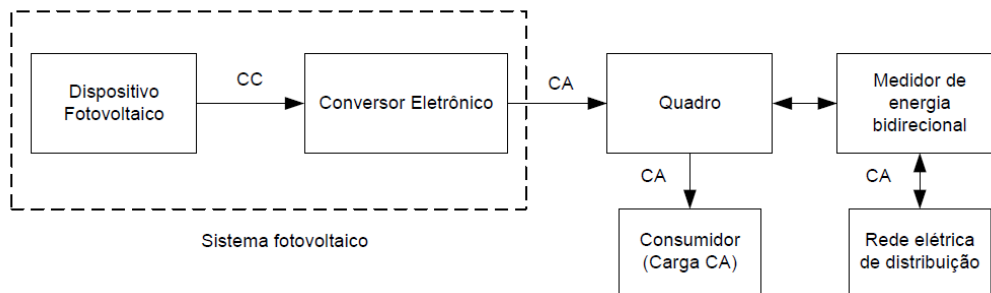 Dispositivo
Fotovoltaico
CC
Conversor Eletrônico
CA
Quadro
Medidor de
energia
bidirecional
CA
CA
Sistema fotovoltaico
Consumidor
(Carga CA)
Rede elétrica
de distribuição